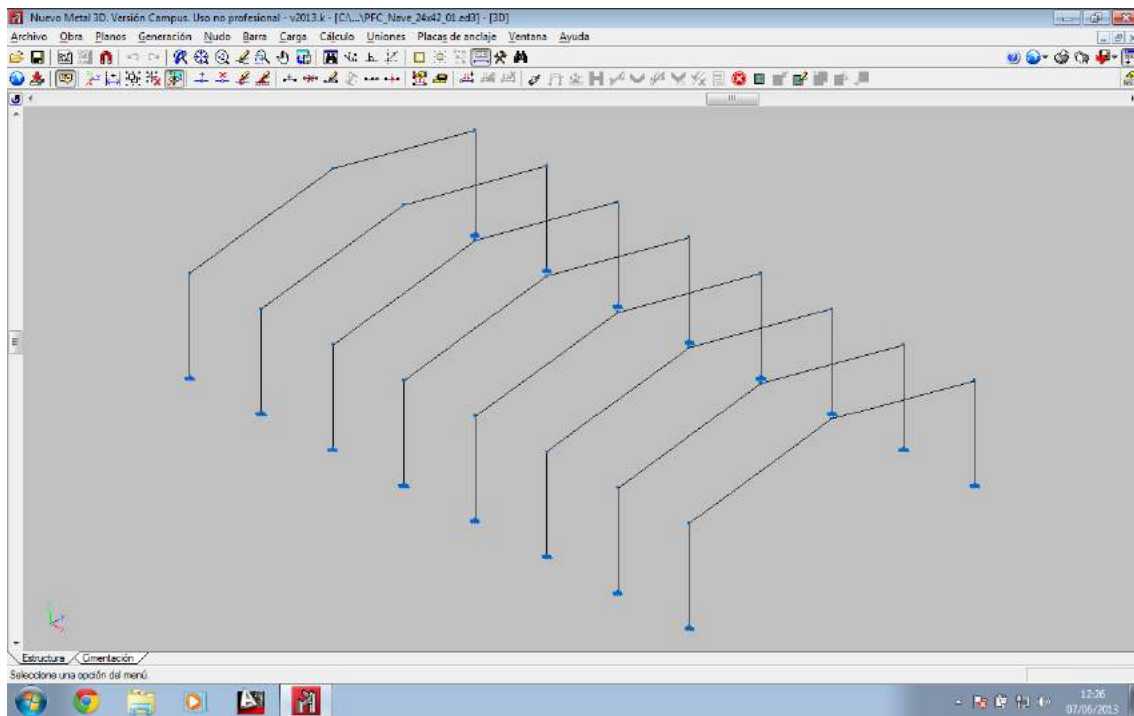 Nuevo Metal 3D. Versión Campus. Uso no profesional - v2013.k - [C:\...\PFC_Nave_24x42_01.ed3] - [3D]
Archivo Obra Planos Generación Nudo Barra Carga Cálculo Uniones Placas de anclaje Ventana Ayuda
Estructura Cimentación
Seleccione una opción del menú.
12:26
07/06/2013